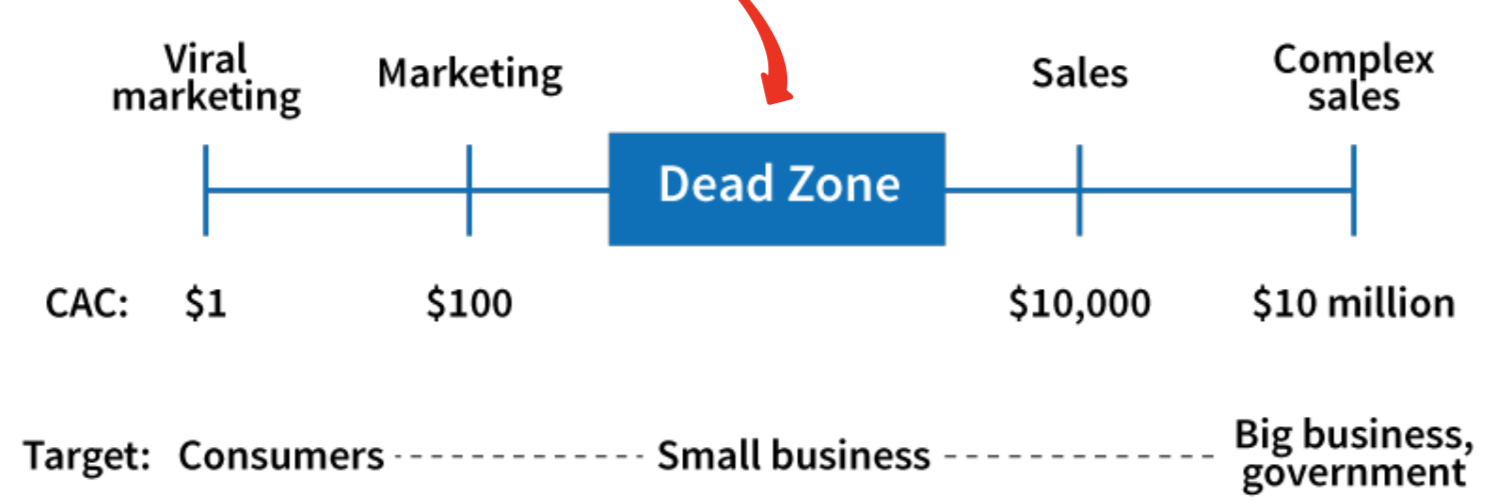 Viral
marketing
Marketing
Sales
Complex
sales
Dead Zone
CAC: $1 $100 $10,000 $10 million
Target: Consumers Small business Big business,
government